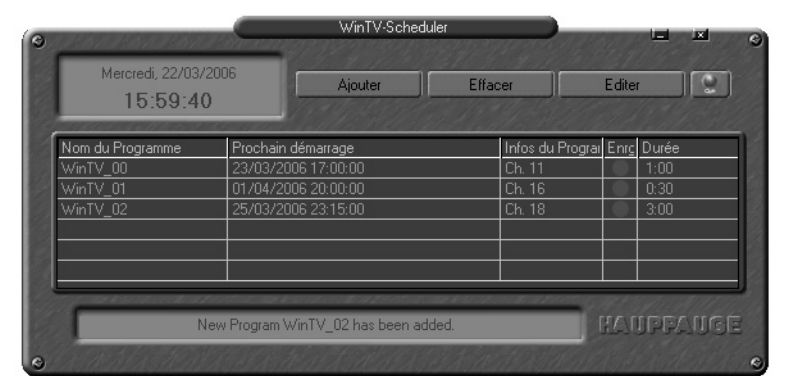 WinTV-Scheduler
Mercredi, 22/03/2006
15:59:40
Ajouter Effacer Editer
Nom du Programme Prochain démarrage Infos du Prograi Enrg Durée
WinTV_00 23/03/2006 17:00:00 Ch. 11 1:00
WinTV_01 01/04/2006 20:00:00 Ch. 16 0:30
WinTV_02 25/03/2006 23:15:00 Ch. 18 3:00
New Program WinTV_02 has been added.
HAUPPAUGE